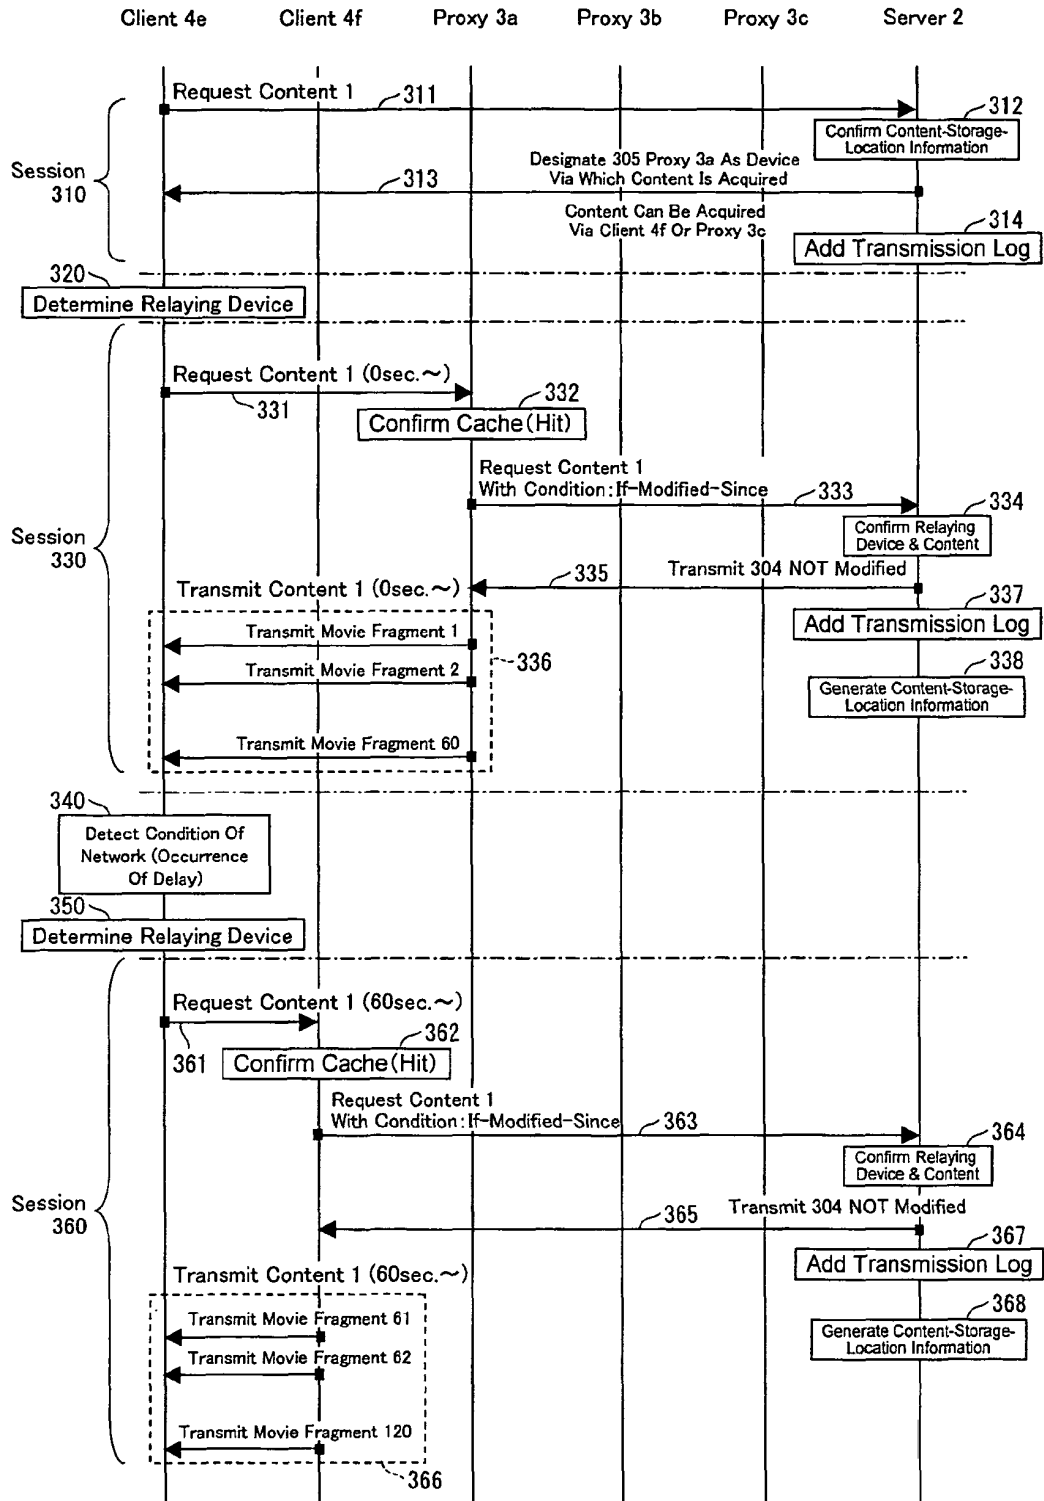 Client 4e
Client 4f
Proxy 3a
Proxy 3b
Proxy 3c
Server 2
Request Content 1
311
312
Confirm Content-Storage-
Location Information
Session
310
Designate 305 Proxy 3a As Device
Via Which Content Is Acquired
313
Content Can Be Acquired
Via Client 4f Or Proxy 3c
314
Add Transmission Log
320
Determine Relaying Device
Request Content 1 (0sec.～)
331
332
Confirm Cache(Hit)
Request Content 1
With Condition:If-Modified-Since
333
334
Confirm Relaying
Device & Content
Session
330
335
Transmit 304 NOT Modified
Transmit Content 1 (0sec.～)
337
Add Transmission Log
Transmit Movie Fragment 1
336
Transmit Movie Fragment 2
338
Generate Content-Storage-
Location Information
Transmit Movie Fragment 60
340
Detect Condition Of
Network (Occurrence
Of Delay)
350
Determine Relaying Device
Request Content 1 (60sec.～)
361
362
Confirm Cache(Hit)
Request Content 1
With Condition:If-Modified-Since
363
364
Confirm Relaying
Device & Content
Session
360
365
Transmit 304 NOT Modified
367
Add Transmission Log
Transmit Content 1 (60sec.～)
368
Generate Content-Storage-
Location Information
Transmit Movie Fragment 61
Transmit Movie Fragment 62
Transmit Movie Fragment 120
366